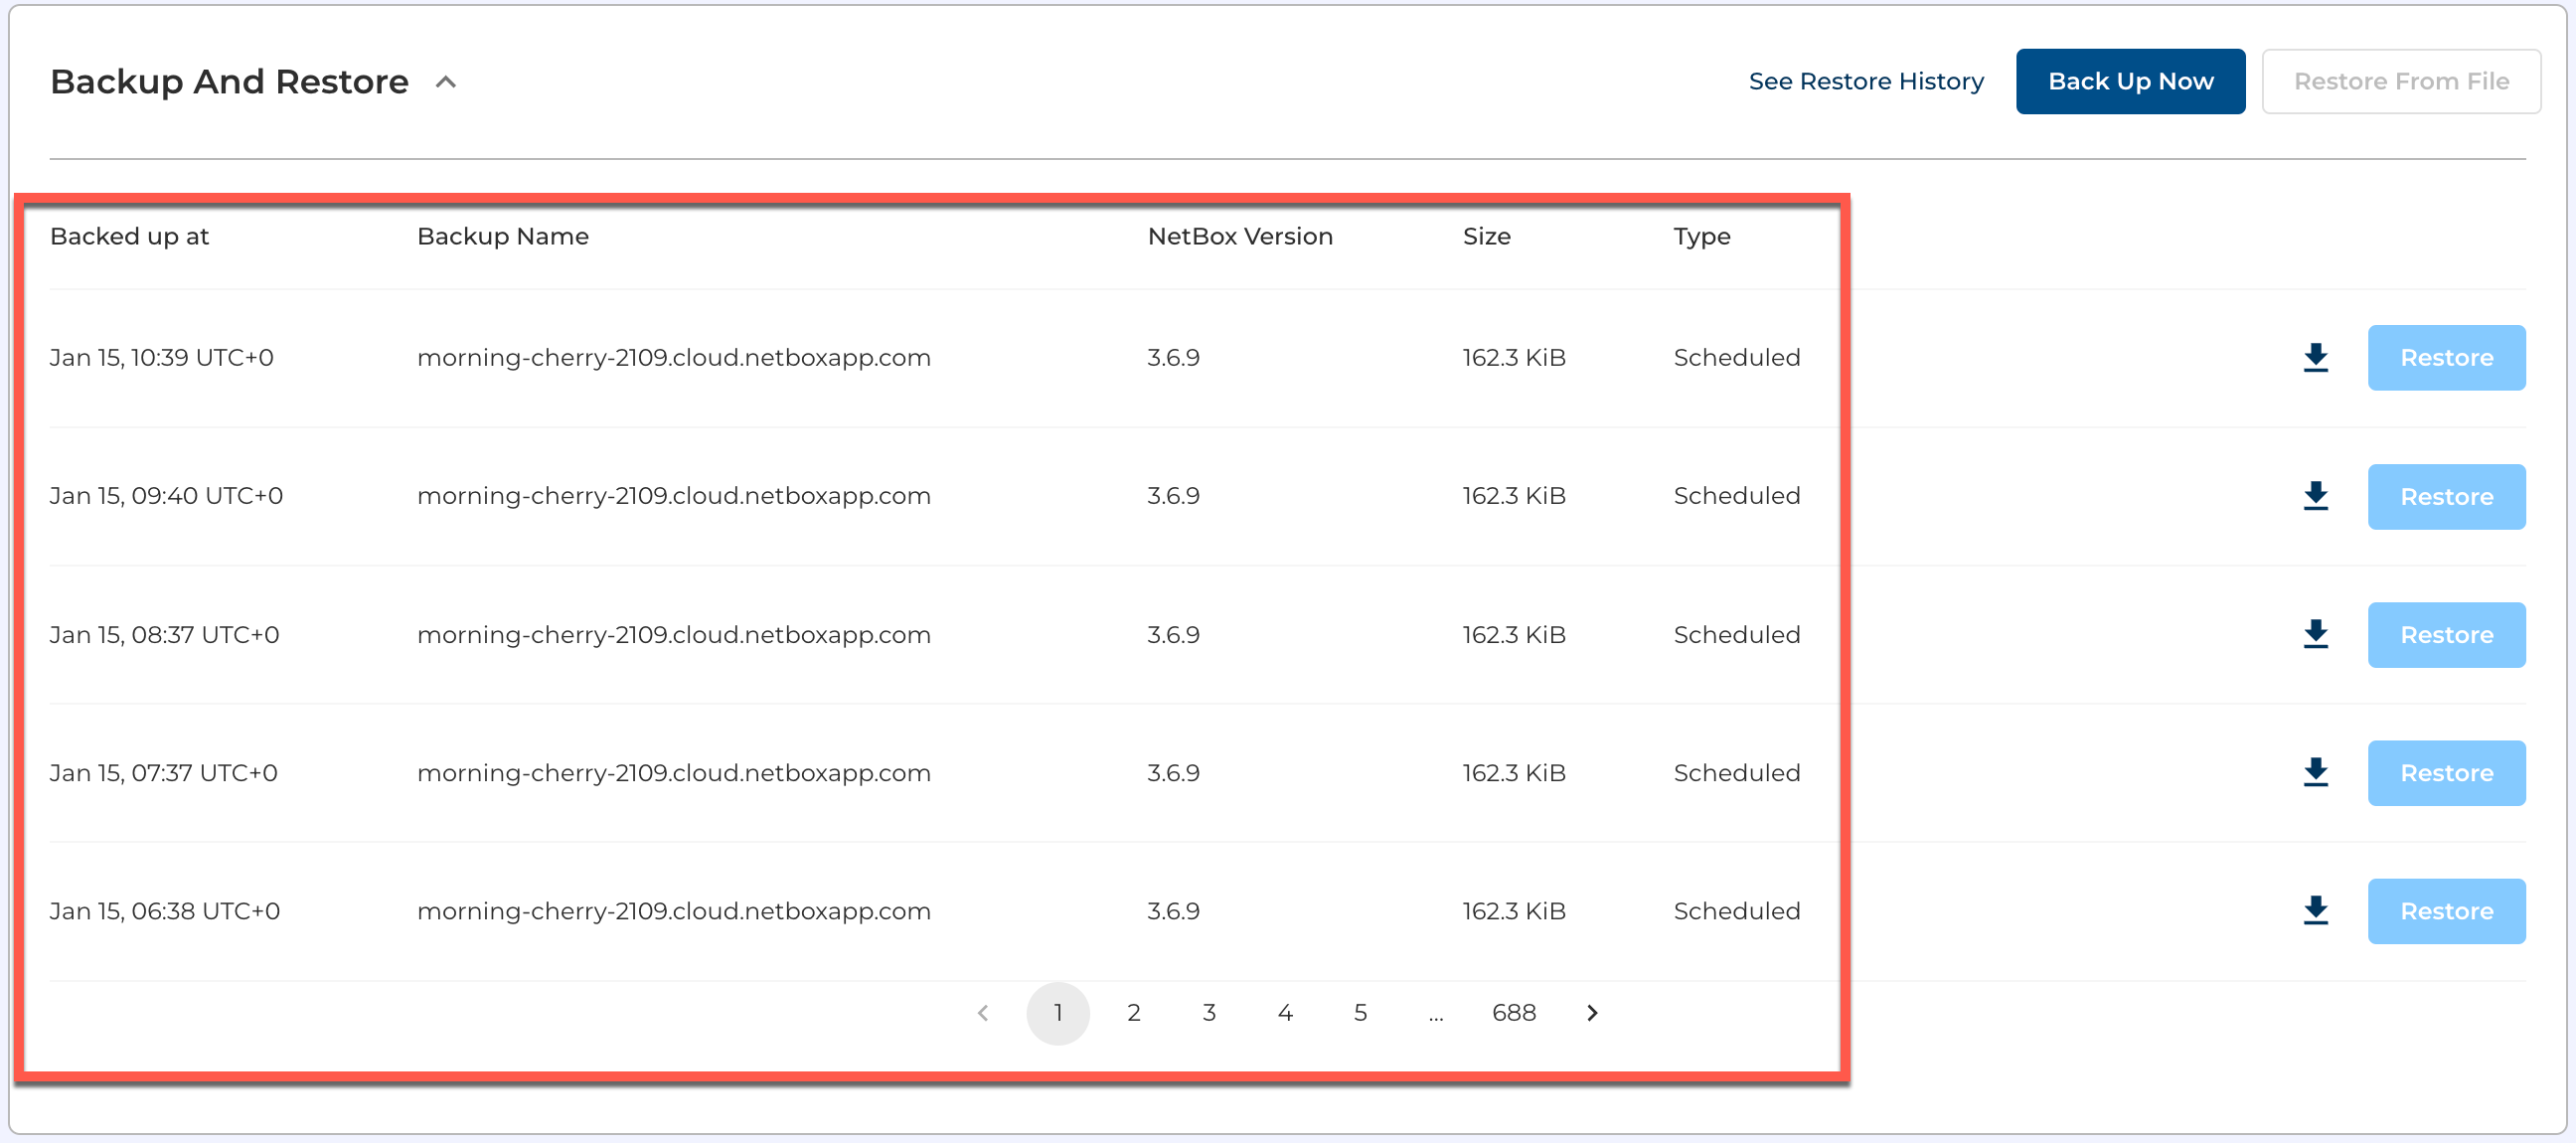 Backup And Restore
See Restore History
Back Up Now
Restore From File
Backed up at Backup Name NetBox Version Size Type
Jan 15, 10:39 UTC+0 morning-cherry-2109.cloud.netboxapp.com 3.6.9 162.3 KiB Scheduled Restore
Jan 15, 09:40 UTC+0 morning-cherry-2109.cloud.netboxapp.com 3.6.9 162.3 KiB Scheduled Restore
Jan 15, 08:37 UTC+0 morning-cherry-2109.cloud.netboxapp.com 3.6.9 162.3 KiB Scheduled Restore
Jan 15, 07:37 UTC+0 morning-cherry-2109.cloud.netboxapp.com 3.6.9 162.3 KiB Scheduled Restore
Jan 15, 06:38 UTC+0 morning-cherry-2109.cloud.netboxapp.com 3.6.9 162.3 KiB Scheduled Restore
1 2 3 4 5 ... 688